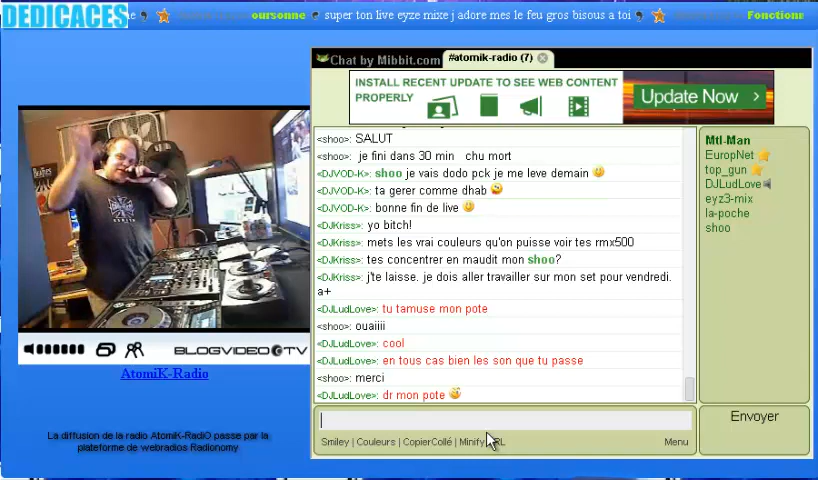 DEDICACES
oursonne
super ton live eyze mixe j adore mes le feu gros bisous a toi
Fonctions
Chat by Mibbit.com
#atomik-radio (7)
INSTALL RECENT UPDATE TO SEE WEB CONTENT PROPERLY
Update Now >
<shoo>: SALUT
<shoo>: je fini dans 30 min chu mort
<DJVOD-K>: shoo je vais dodo pck je me leve demain
<DJVOD-K>: ta gerer comme dhab
<DJVOD-K>: bonne fin de live
<DJKriss>: yo bitch!
<DJKriss>: mets les vrai couleurs qu'on puisse voir tes rmx500
<DJKriss>: tes concentrer en maudit mon shoo?
<DJKriss>: j'te laisse. je dois aller travailler sur mon set pour vendredi.
a+
<DJLudLove>: tu tamuse mon pote
<shoo>: ouaiiii
<DJLudLove>: cool
<DJLudLove>: en tous cas bien les son que tu passe
<shoo>: merci
<DJLudLove>: dr mon pote
Mtl-Man
EuropNet
top_gun
DJLudLove
eyz3-mix
la-poche
shoo
BLOGVIDEO TV
AtomiK-Radio
La diffusion de la radio AtomiK-RadiO passe par la
plateforme de webradios Radionomy
Envoyer
Smiley | Couleurs | CopierCollé | Minify
Menu